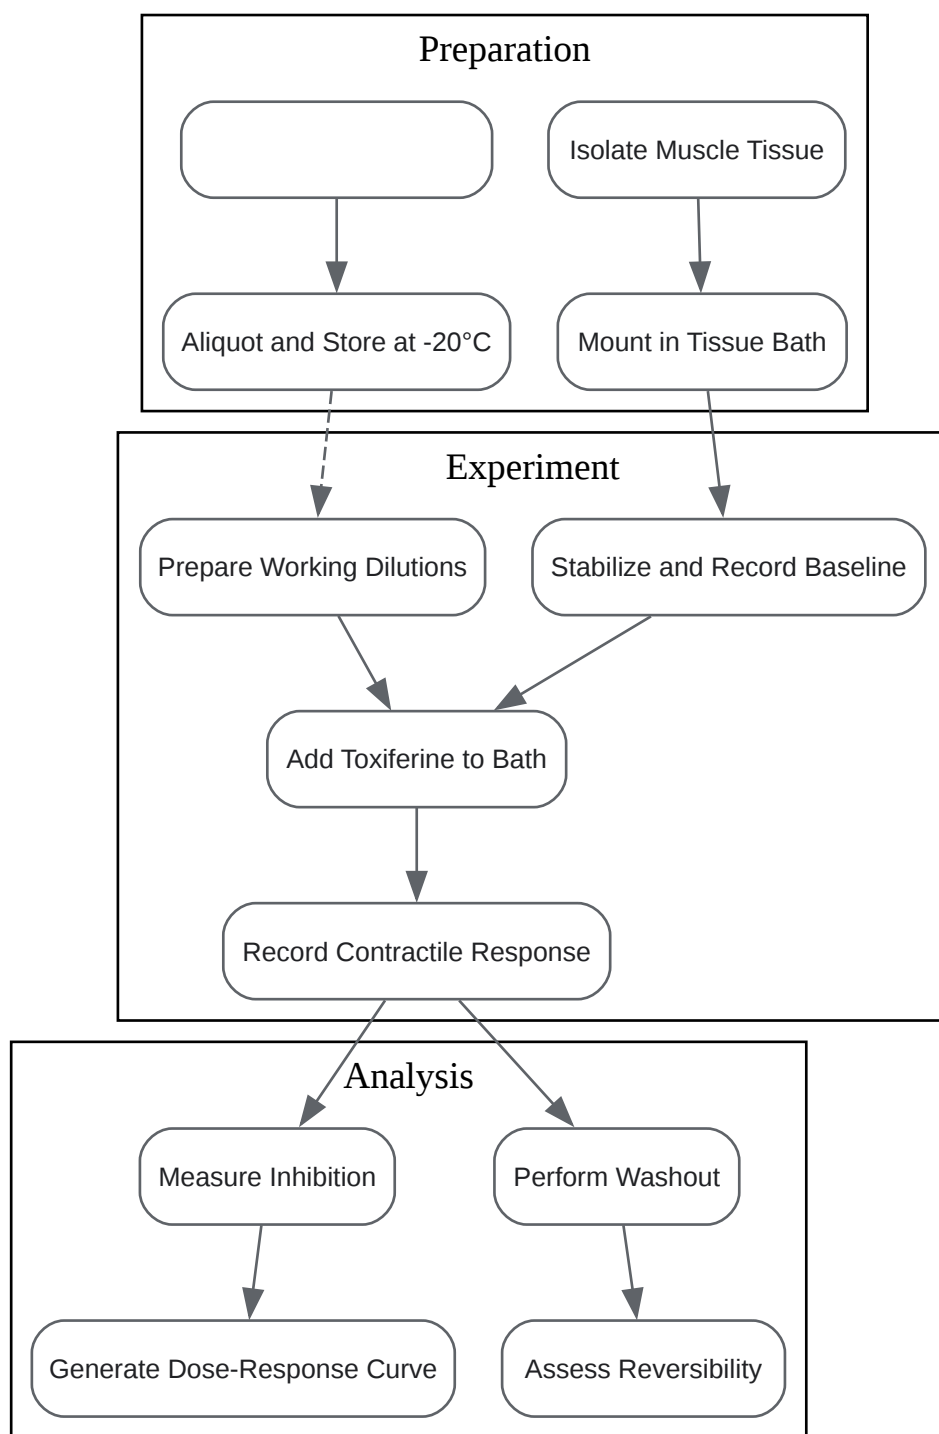 Preparation
Isolate Muscle Tissue
Aliquot and Store at -20°C
Mount in Tissue Bath
Experiment
Prepare Working Dilutions
Stabilize and Record Baseline
Add Toxiferine to Bath
Record Contractile Response
Analysis
Measure Inhibition
Perform Washout
Generate Dose-Response Curve
Assess Reversibility